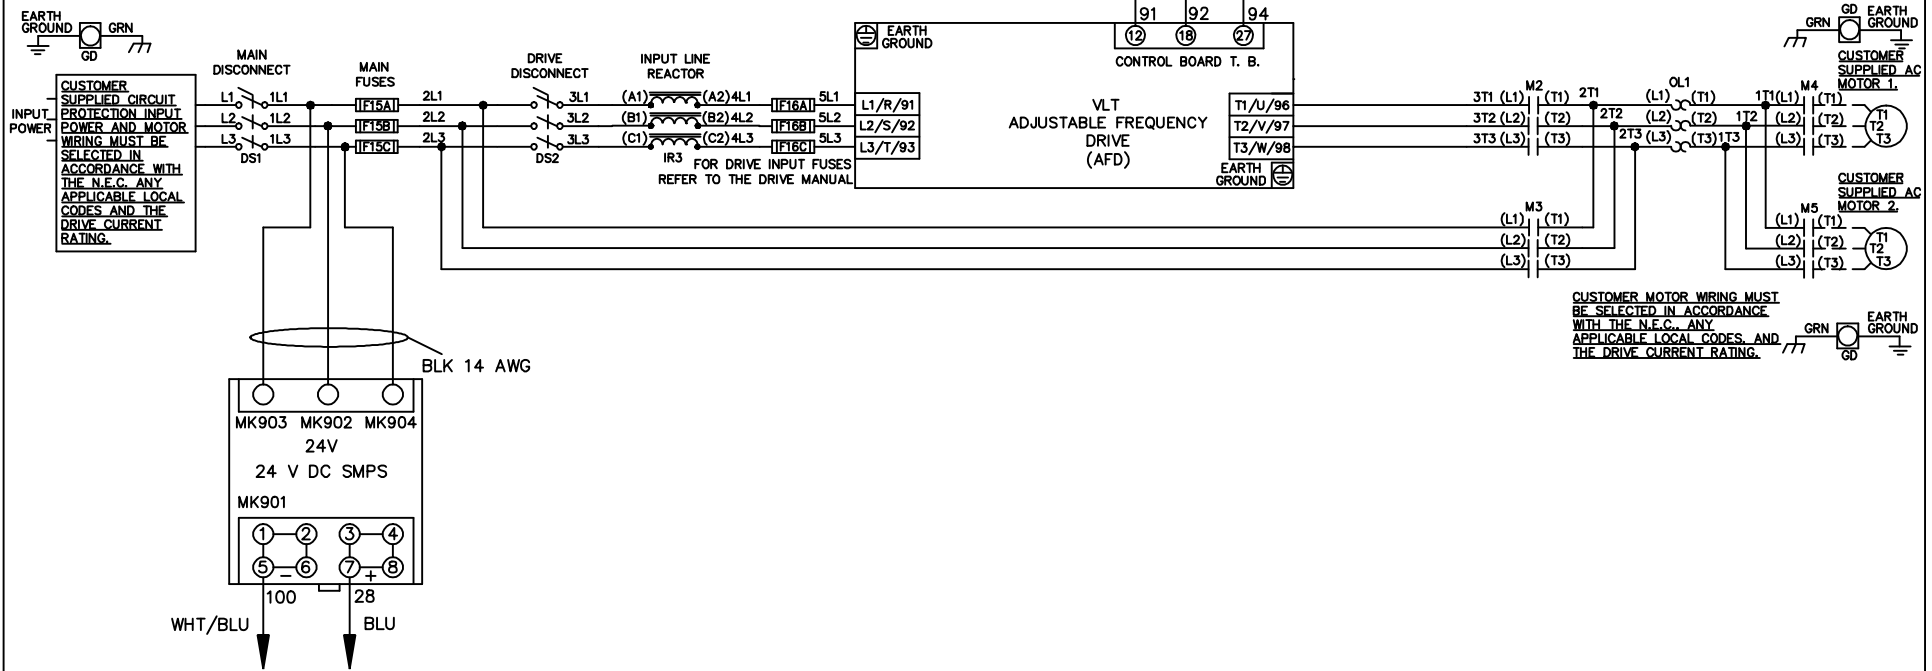 EARTH
GROUND
GRN
GD
MAIN
DISCONNECT
MAIN
FUSES
DRIVE
DISCONNECT
INPUT LINE
REACTOR
EARTH
GROUND
91 92 94
12 18 27
CONTROL BOARD T. B.
GD
GRN
EARTH
GROUND
INPUT
POWER
CUSTOMER
SUPPLIED CIRCUIT
PROTECTION INPUT
POWER AND MOTOR
WIRING MUST BE
SELECTED IN
ACCORDANCE WITH
THE N.E.C. ANY
APPLICABLE LOCAL
CODES AND THE
DRIVE CURRENT
RATING.
L1 1L1 F15A 2L1 3L1 (A1) (A2) 4L1 F16A 5L1 L1/R/91
L2 1L2 F15B 2L2 3L2 (B1) (B2) 4L2 F16B 5L2 L2/S/92
L3 1L3 F15C 2L3 3L3 (C1) (C2) 4L3 F16C 5L3 L3/T/93
DS1
DS2
IR3
FOR DRIVE INPUT FUSES
REFER TO THE DRIVE MANUAL
VLT
ADJUSTABLE FREQUENCY
DRIVE
(AFD)
T1/U/96
T2/V/97
T3/W/98
EARTH
GROUND
M2
OL1
M4
3T1 (L1) (T1) 2T1 (L1) (T1) 1T1 (L1) (T1)
3T2 (L2) (T2) 2T2 (L2) (T2) 1T2 (L2) (T2)
3T3 (L3) (T3) 2T3 (L3) (T3) 1T3 (L3) (T3)
CUSTOMER
SUPPLIED AC
MOTOR 1.
T1
T2
T3
M3
(L1) (T1)
(L2) (T2)
(L3) (T3)
CUSTOMER
SUPPLIED AC
MOTOR 2.
M5
(L1) (T1)
(L2) (T2)
(L3) (T3)
T1
T2
T3
CUSTOMER MOTOR WIRING MUST
BE SELECTED IN ACCORDANCE
WITH THE N.E.C., ANY
APPLICABLE LOCAL CODES, AND
THE DRIVE CURRENT RATING.
GRN
GD
EARTH
GROUND
BLK 14 AWG
MK903 MK902 MK904
24V
24 V DC SMPS
MK901
1 2 3 4
5 - 6 7 + 8
100 28
WHT/BLU BLU